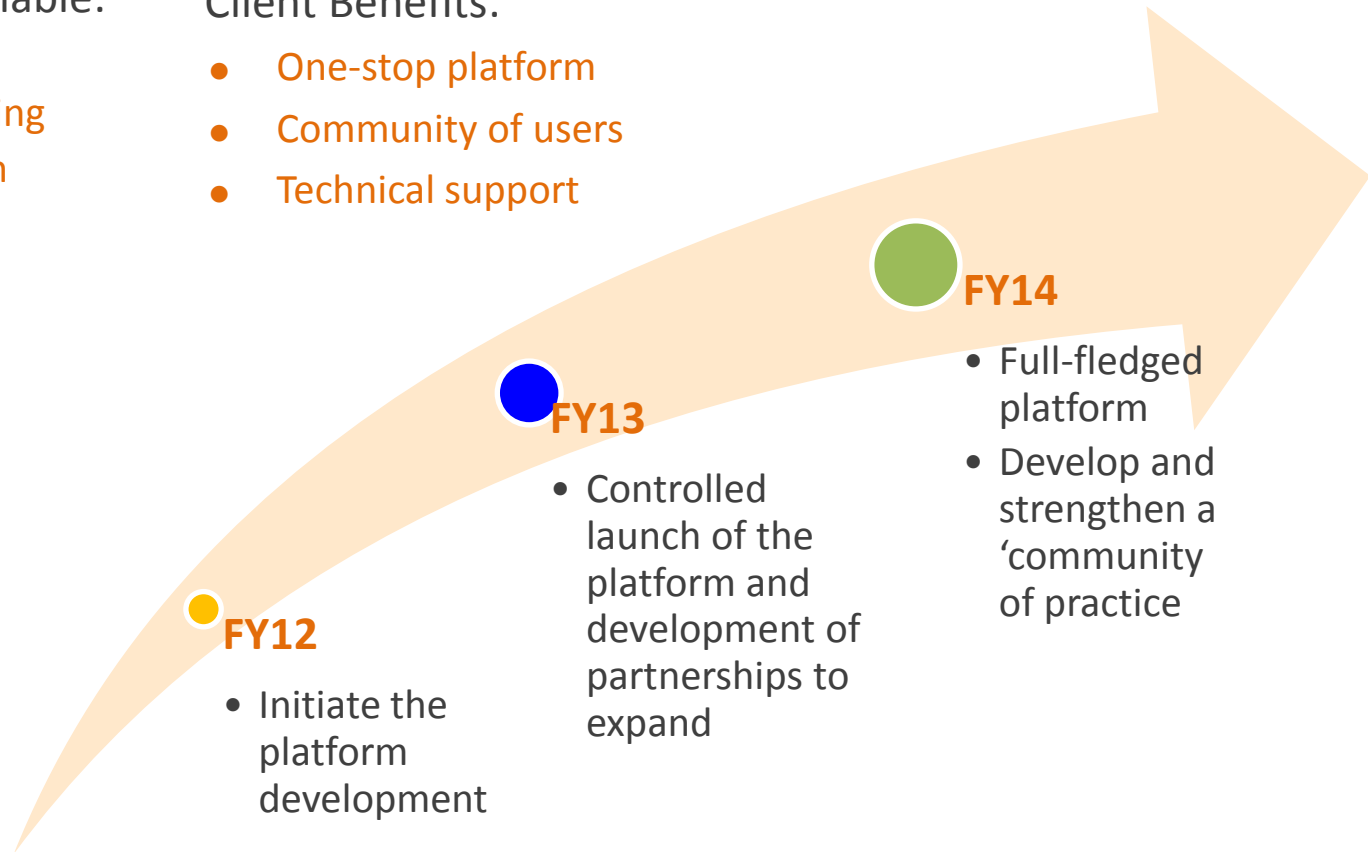 Client Benefits:
• One-stop platform
• Community of users
• Technical support
FY12
• Initiate the
platform
development
FY13
• Controlled
launch of the
platform and
development of
partnerships to
expand
FY14
• Full-fledged
platform
• Develop and
strengthen a
‘community
of practice